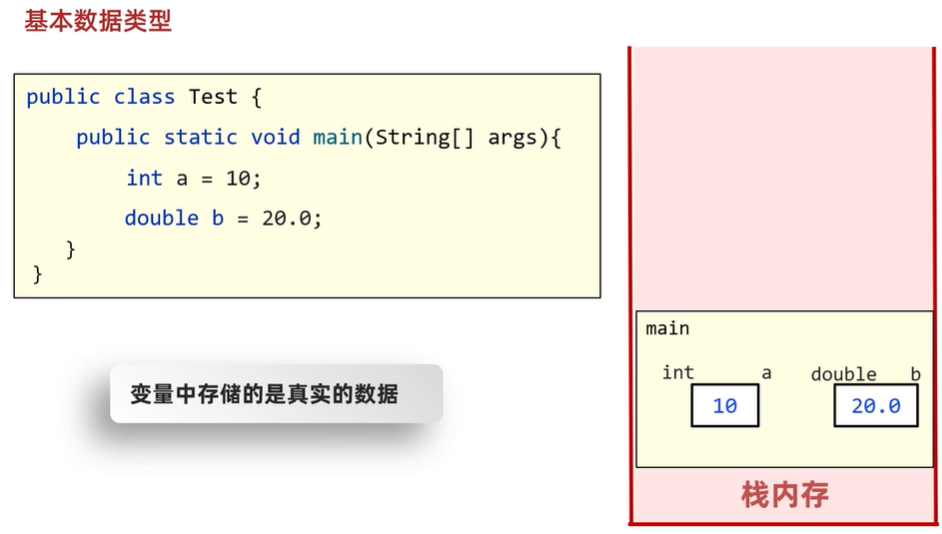 基本数据类型
public class Test {
public static void main(String[] args){
int a = 10;
double b = 20.0;
}
}
变量中存储的是真实的数据
main
int a double b
10 20.0
栈内存